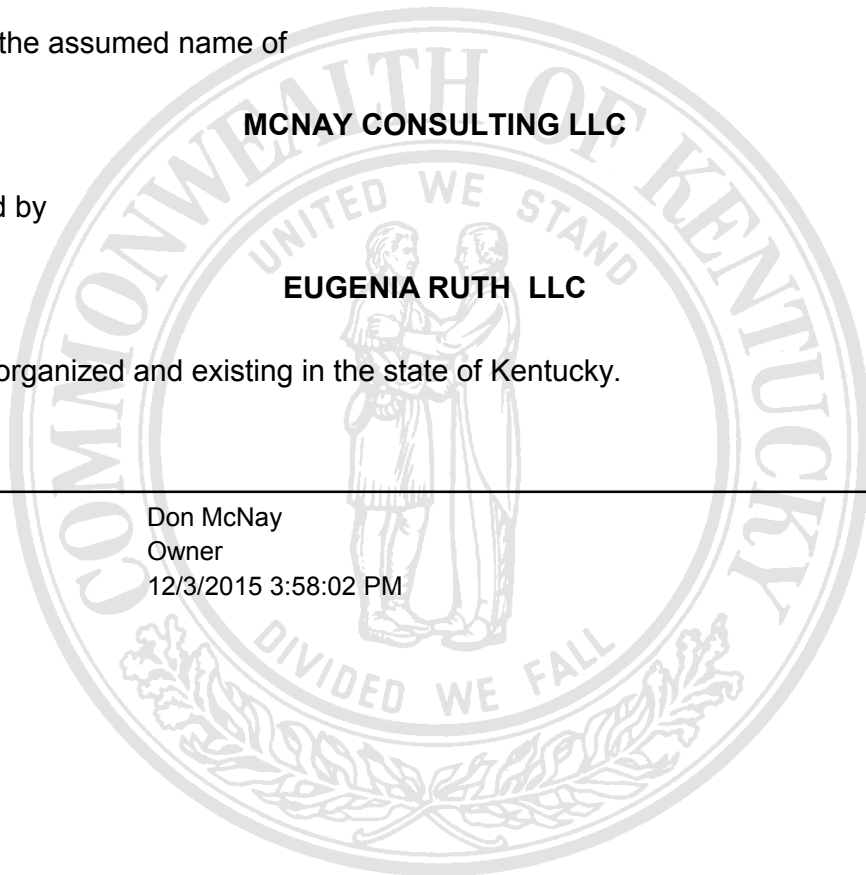 the assumed name of
MCNAY CONSULTING LLC
d by
EUGENIA RUTH LLC
organized and existing in the state of Kentucky.
Don McNay
Owner
12/3/2015 3:58:02 PM
COMMONWEALTH OF KENTUCKY
UNITED WE STAND
DIVIDED WE FALL